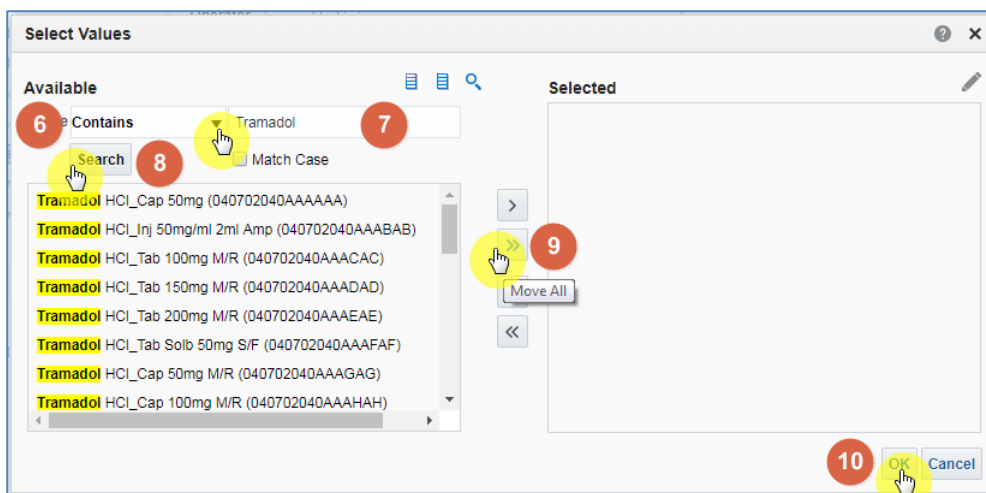 Select Values
Available
Selected
6
e Contains
Tramadol
7
Search
8
Match Case
Tramadol HCl_Cap 50mg (040702040AAAAAA)
Tramadol HCl_Inj 50mg/ml 2ml Amp (040702040AAABAB)
Tramadol HCl_Tab 100mg M/R (040702040AAACAC)
Tramadol HCl_Tab 150mg M/R (040702040AAADAD)
Tramadol HCl_Tab 200mg M/R (040702040AAAEAE)
Tramadol HCl_Tab Solb 50mg S/F (040702040AAAFAF)
Tramadol HCl_Cap 50mg M/R (040702040AAAGAG)
Tramadol HCl_Cap 100mg M/R (040702040AAAHAH)
9
Move All
10
OK
Cancel